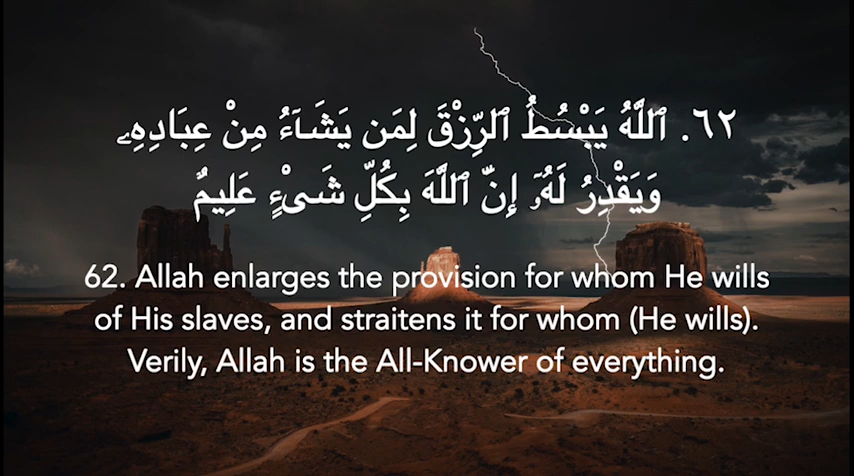 ٦٢. ٱللَّهُ يَبْسُطُ ٱلرِّزْقَ لِمَن يَشَآءُ مِنْ عِبَادِهِۦ
وَيَقْدِرُ لَهُۥٓ إِنَّ ٱللَّهَ بِكُلِّ شَىْءٍ عَلِيمٌ
62. Allah enlarges the provision for whom He wills
of His slaves, and straitens it for whom (He wills).
Verily, Allah is the All-Knower of everything.